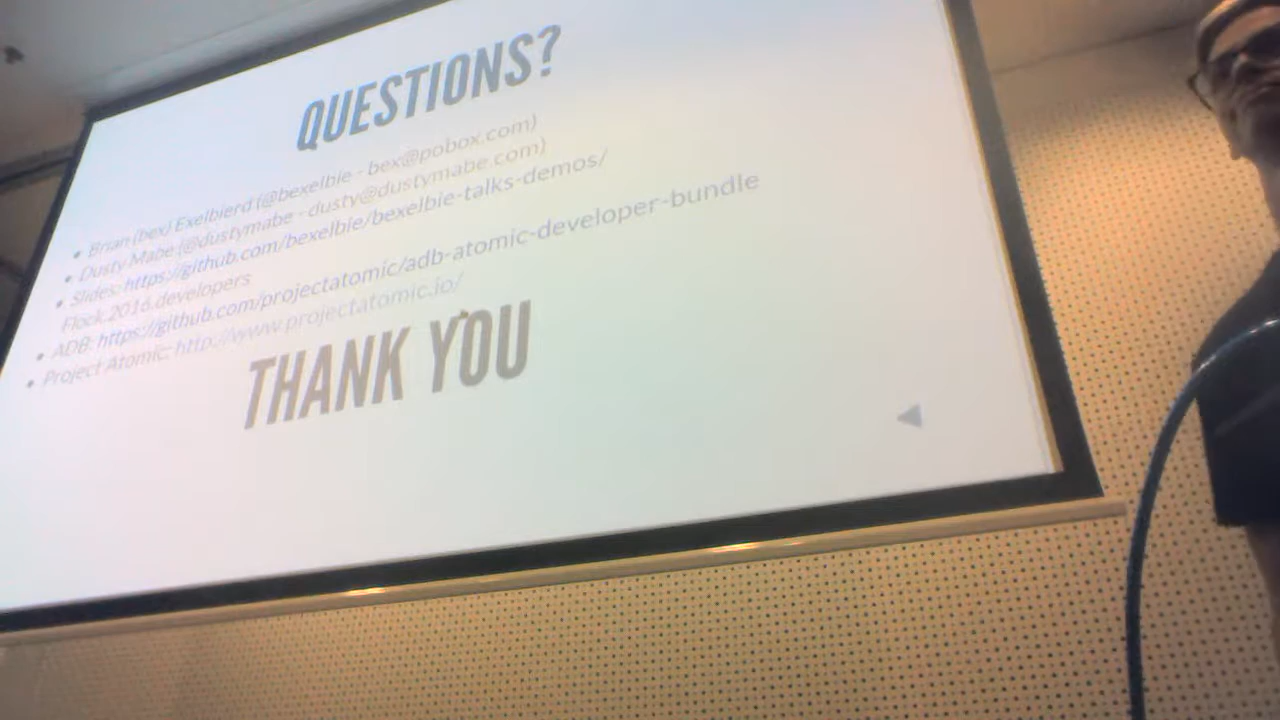 QUESTIONS?
• Brian (bex) Exelbierd (@bexelbie - bex@pobox.com)
• Dusty Mabe (@dustymabe - dusty@dustymabe.com)
• Slides: https://github.com/bexelbie/bexelbie-talks-demos/
Flock.2016.developers
• ADB: https://github.com/projectatomic/adb-atomic-developer-bundle
• Project Atomic: http://www.projectatomic.io/
THANK YOU